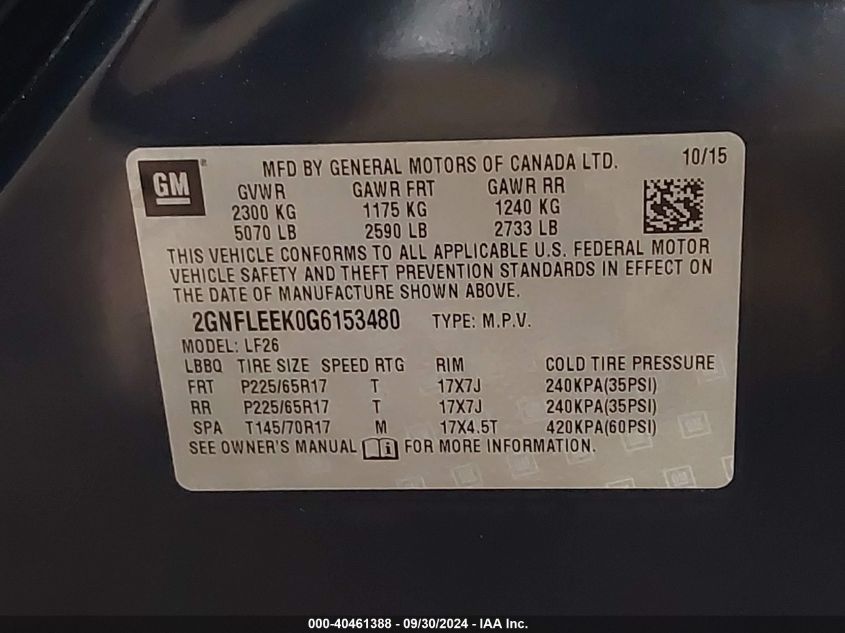 GM ® MFD BY GENERAL MOTORS OF CANADA LTD. 10/15
GVWR GAWR FRT GAWR RR
2300 KG 1175 KG 1240 KG
5070 LB 2590 LB 2733 LB
THIS VEHICLE CONFORMS TO ALL APPLICABLE U.S. FEDERAL MOTOR
VEHICLE SAFETY AND THEFT PREVENTION STANDARDS IN EFFECT ON
THE DATE OF MANUFACTURE SHOWN ABOVE.
2GNFLEEK0G6153480 TYPE: M.P.V.
MODEL: LF26
LBBQ TIRE SIZE SPEED RTG RIM COLD TIRE PRESSURE
FRT P225/65R17 T 17X7J 240KPA(35PSI)
RR P225/65R17 T 17X7J 240KPA(35PSI)
SPA T145/70R17 M 17X4.5T 420KPA(60PSI)
SEE OWNER'S MANUAL i FOR MORE INFORMATION.
000-40461388 - 09/30/2024 - IAA Inc.